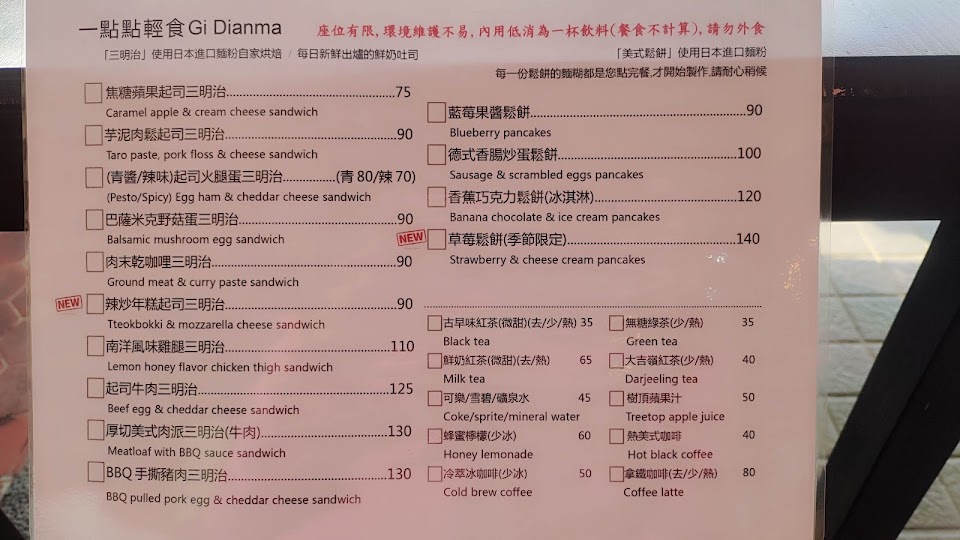 一點點輕食 Gi Dianma
座位有限,環境維護不易,內用低消為一杯飲料(餐食不計算),請勿外食
「三明治」使用日本進口麵粉自家烘焙 / 每日新鮮出爐的鮮奶吐司
「美式鬆餅」使用日本進口麵粉
每一份鬆餅的麵糊都是您點完餐,才開始製作,請耐心稍候
焦糖蘋果起司三明治...75
Caramel apple & cream cheese sandwich
芋泥肉鬆起司三明治...90
Taro paste, pork floss & cheese sandwich
(青醬/辣味)起司火腿蛋三明治...(青 80/辣 70)
(Pesto/Spicy) Egg ham & cheddar cheese sandwich
巴薩米克野菇蛋三明治...90
Balsamic mushroom egg sandwich
肉末乾咖哩三明治...90
Ground meat & curry paste sandwich
NEW
辣炒年糕起司三明治...90
Tteokbokki & mozzarella cheese sandwich
南洋風味雞腿三明治...110
Lemon honey flavor chicken thigh sandwich
起司牛肉三明治...125
Beef egg & cheddar cheese sandwich
厚切美式肉派三明治(牛肉)...130
Meatloaf with BBQ sauce sandwich
BBQ 手撕豬肉三明治...130
BBQ pulled pork egg & cheddar cheese sandwich
藍莓果醬鬆餅...90
Blueberry pancakes
德式香腸炒蛋鬆餅...100
Sausage & scrambled eggs pancakes
香蕉巧克力鬆餅(冰淇淋)...120
Banana chocolate & ice cream pancakes
NEW
草莓鬆餅(季節限定)...140
Strawberry & cheese cream pancakes
古早味紅茶(微甜)(去/少/熱) 35
Black tea
鮮奶紅茶(微甜)(去/熱) 65
Milk tea
可樂/雪碧/礦泉水 45
Coke/sprite/mineral water
蜂蜜檸檬(少冰) 60
Honey lemonade
冷萃冰咖啡(少冰) 50
Cold brew coffee
無糖綠茶(少/熱) 35
Green tea
大吉嶺紅茶(少/熱) 40
Darjeeling tea
樹頂蘋果汁 50
Treetop apple juice
熱美式咖啡 40
Hot black coffee
拿鐵咖啡(去/少/熱) 80
Coffee latte